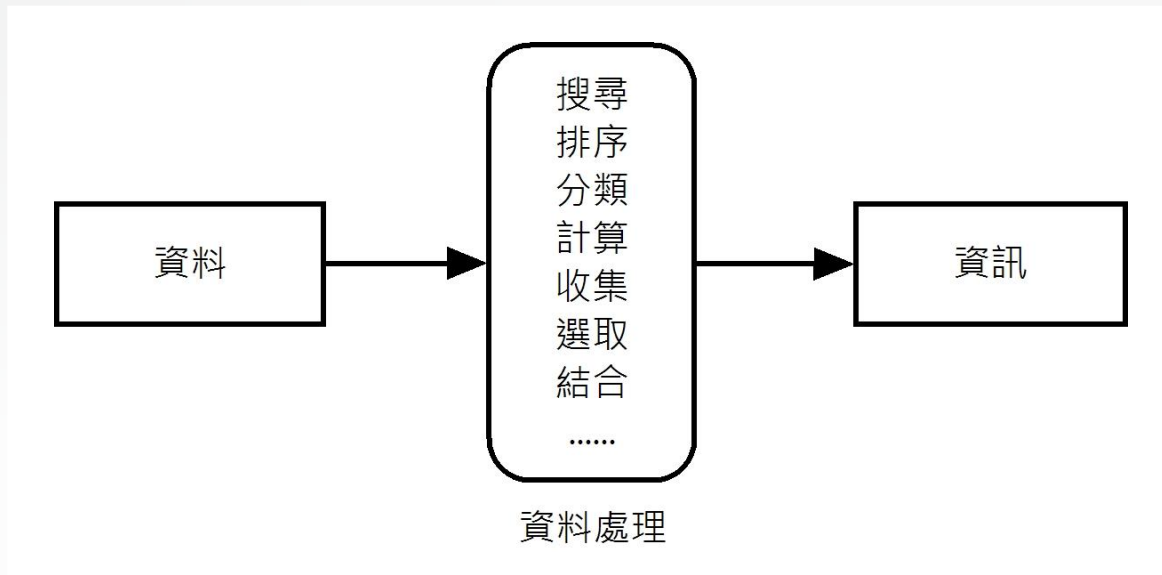 資料
搜尋
排序
分類
計算
收集
選取
結合
......
資訊
資料處理